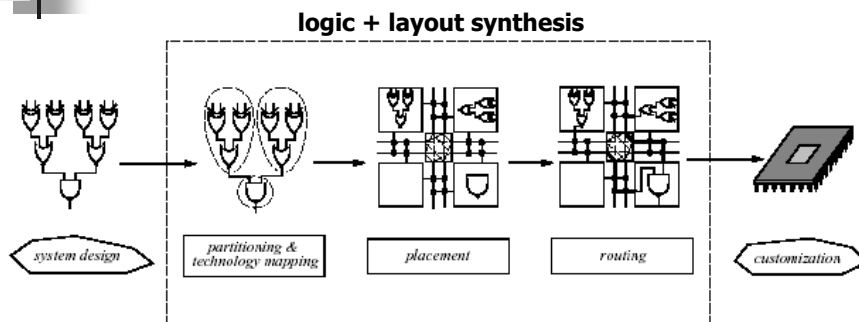 logic + layout synthesis
system design
partitioning &
technology mapping
placement
routing
customization